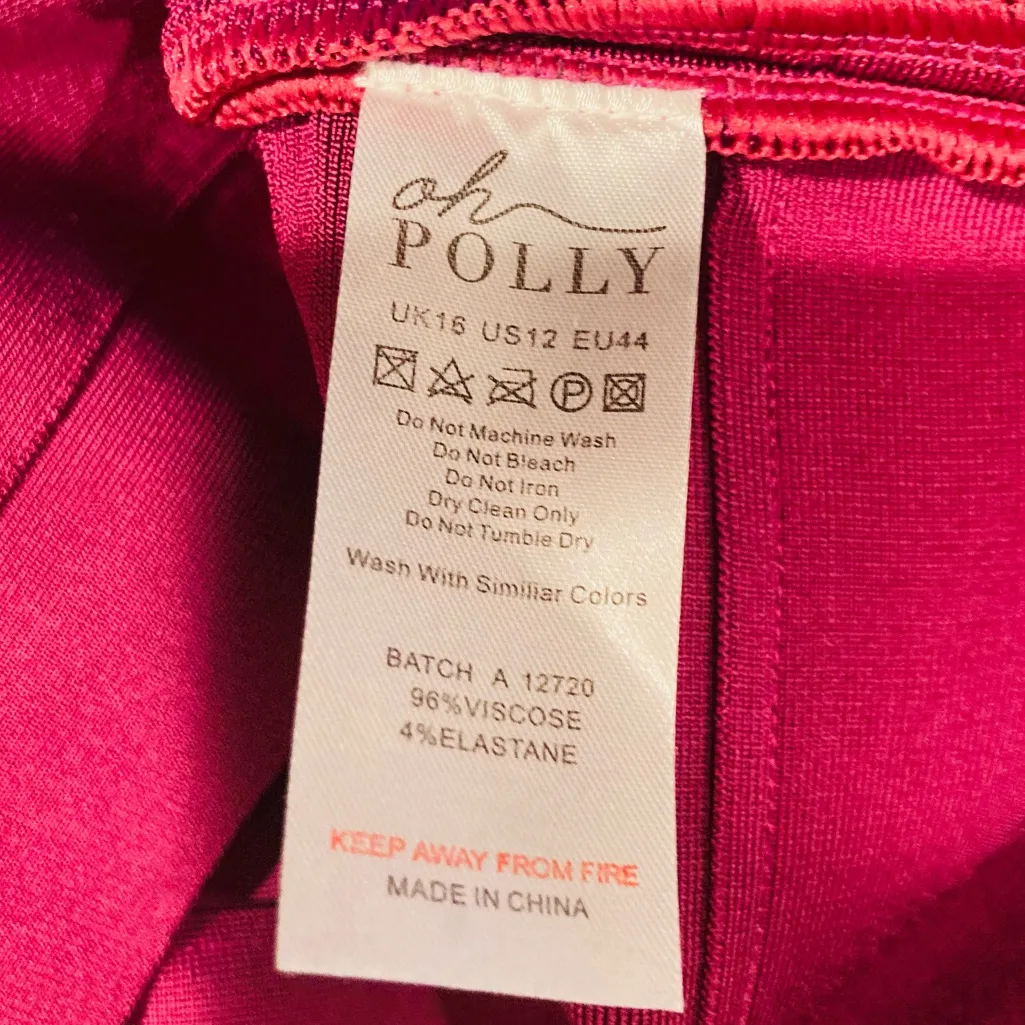 oh
POLLY
UK16 US12 EU44
P
Do Not Machine Wash
Do Not Bleach
Do Not Iron
Dry Clean Only
Do Not Tumble Dry
Wash With Similiar Colors
BATCH A 12720
96%VISCOSE
4%ELASTANE
KEEP AWAY FROM FIRE
MADE IN CHINA